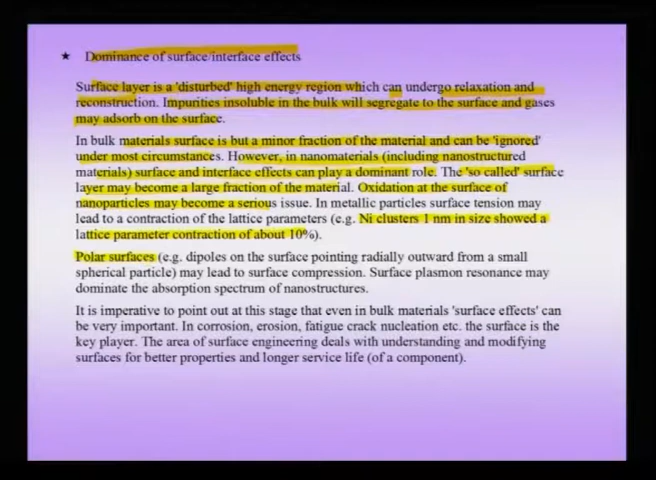 ★ Dominance of surface/interface effects
Surface layer is a 'disturbed' high energy region which can undergo relaxation and
reconstruction. Impurities insoluble in the bulk will segregate to the surface and gases
may adsorb on the surface.
In bulk materials surface is but a minor fraction of the material and can be 'ignored'
under most circumstances. However, in nanomaterials (including nanostructured
materials) surface and interface effects can play a dominant role. The 'so called' surface
layer may become a large fraction of the material. Oxidation at the surface of
nanoparticles may become a serious issue. In metallic particles surface tension may
lead to a contraction of the lattice parameters (e.g. Ni clusters 1 nm in size showed a
lattice parameter contraction of about 10%).
Polar surfaces (e.g. dipoles on the surface pointing radially outward from a small
spherical particle) may lead to surface compression. Surface plasmon resonance may
dominate the absorption spectrum of nanostructures.
It is imperative to point out at this stage that even in bulk materials 'surface effects' can
be very important. In corrosion, erosion, fatigue crack nucleation etc. the surface is the
key player. The area of surface engineering deals with understanding and modifying
surfaces for better properties and longer service life (of a component).